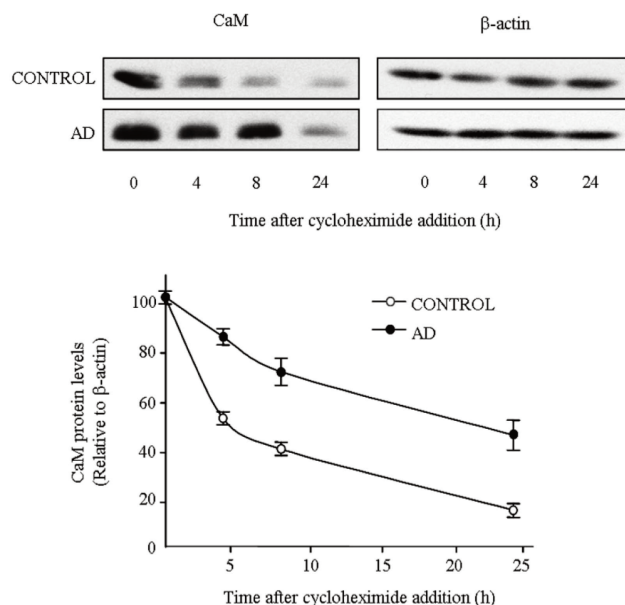 CaM β-actin
CONTROL
AD
0 4 8 24 0 4 8 24
Time after cycloheximide addition (h)
CaM protein levels
(Relative to β-actin)
100
80
60
40
20
0
CONTROL
AD
5 10 15 20 25
Time after cycloheximide addition (h)